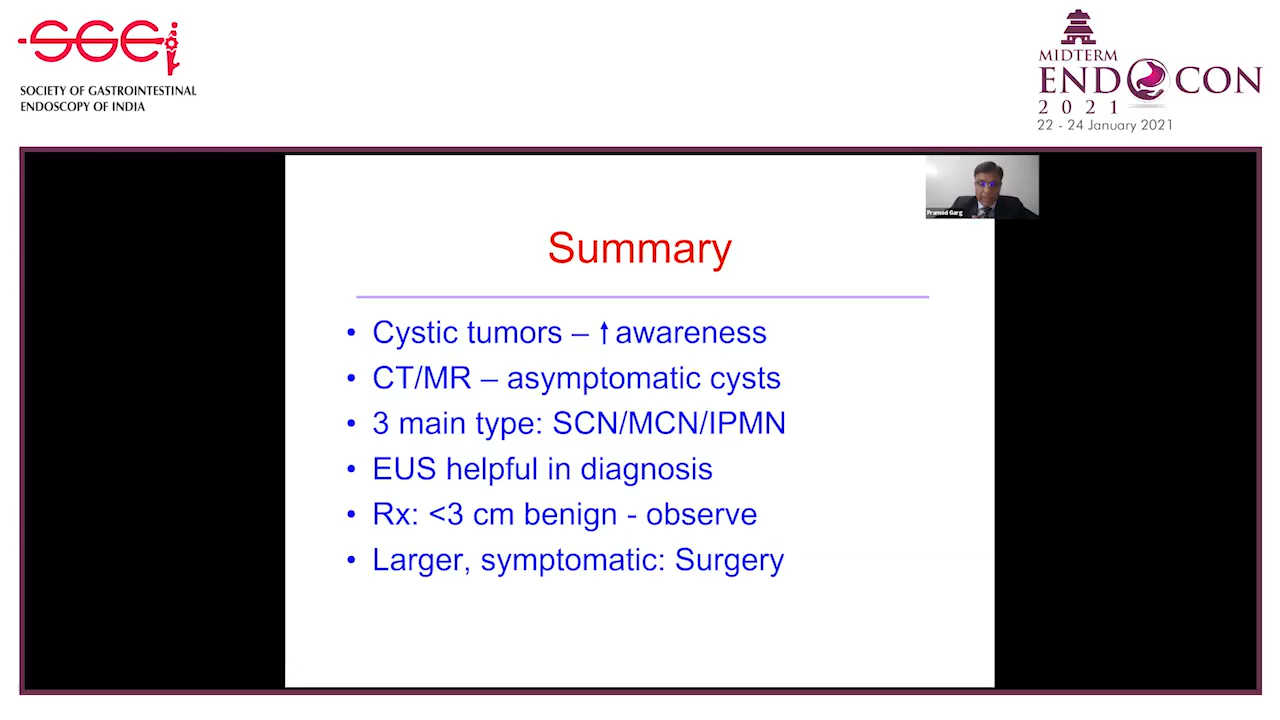 SGEi
SOCIETY OF GASTROINTESTINAL
ENDOSCOPY OF INDIA
MIDTERM
ENDOCON
2021
22 - 24 January 2021
Pramod Garg
Summary
• Cystic tumors – ↑awareness
• CT/MR – asymptomatic cysts
• 3 main type: SCN/MCN/IPMN
• EUS helpful in diagnosis
• Rx: <3 cm benign - observe
• Larger, symptomatic: Surgery